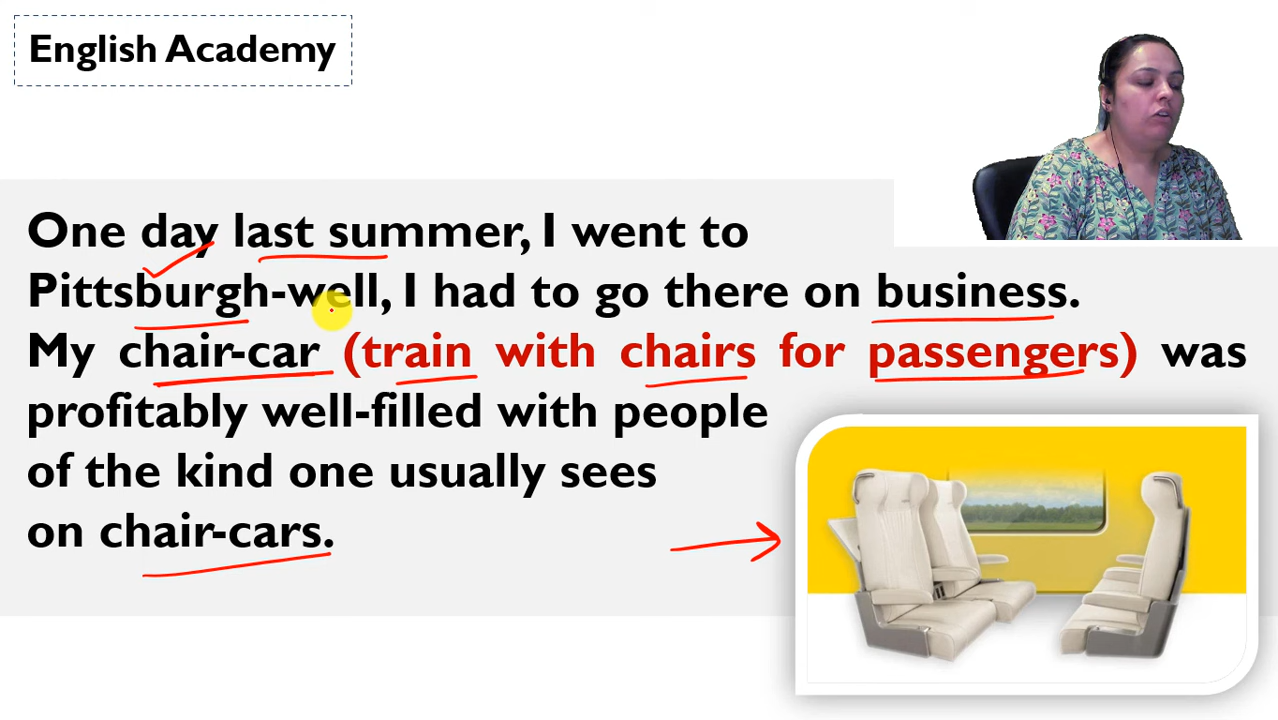 English Academy
One day last summer, I went to
Pittsburgh-well, I had to go there on business.
My chair-car (train with chairs for passengers) was
profitably well-filled with people
of the kind one usually sees
on chair-cars.